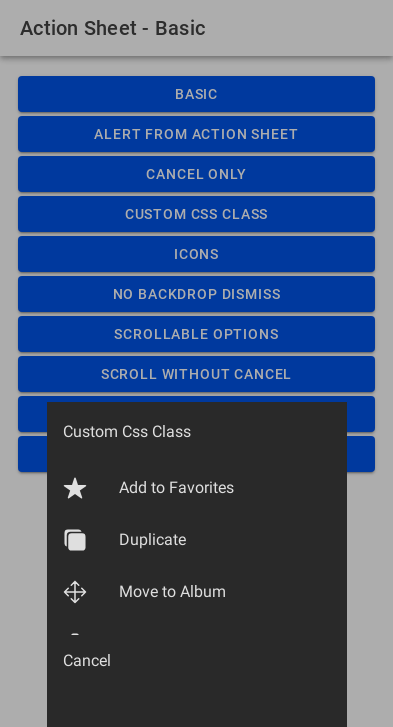 Action Sheet - Basic
BASIC
ALERT FROM ACTION SHEET
CANCEL ONLY
CUSTOM CSS CLASS
ICONS
NO BACKDROP DISMISS
SCROLLABLE OPTIONS
SCROLL WITHOUT CANCEL
Custom Css Class
Add to Favorites
Duplicate
Move to Album
Cancel